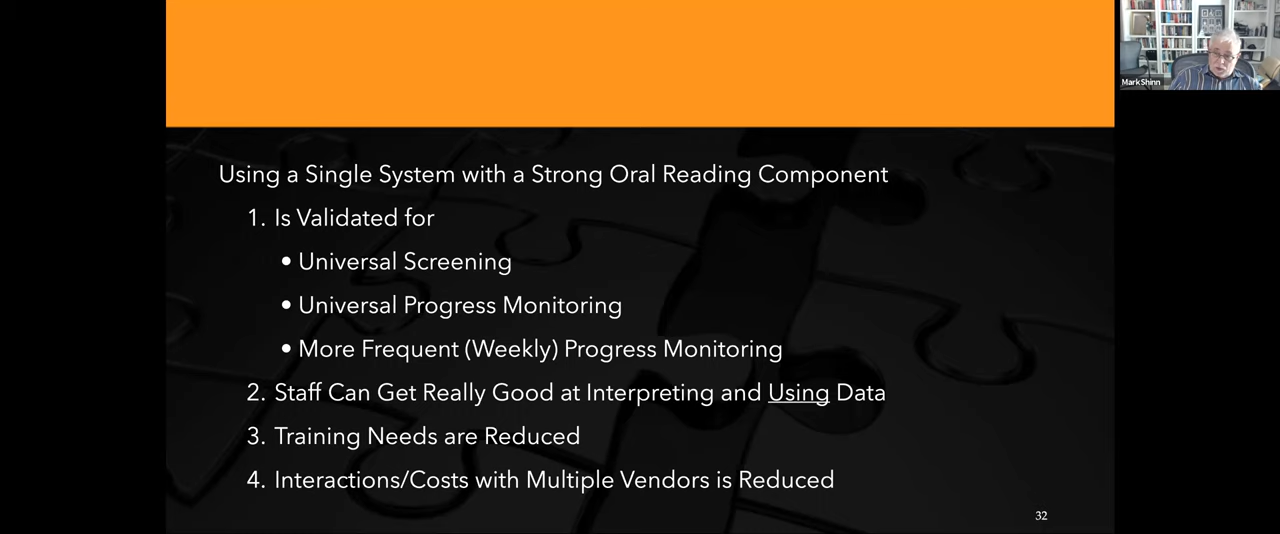 Mark Shinn
Using a Single System with a Strong Oral Reading Component
1. Is Validated for
• Universal Screening
• Universal Progress Monitoring
• More Frequent (Weekly) Progress Monitoring
2. Staff Can Get Really Good at Interpreting and Using Data
3. Training Needs are Reduced
4. Interactions/Costs with Multiple Vendors is Reduced
32